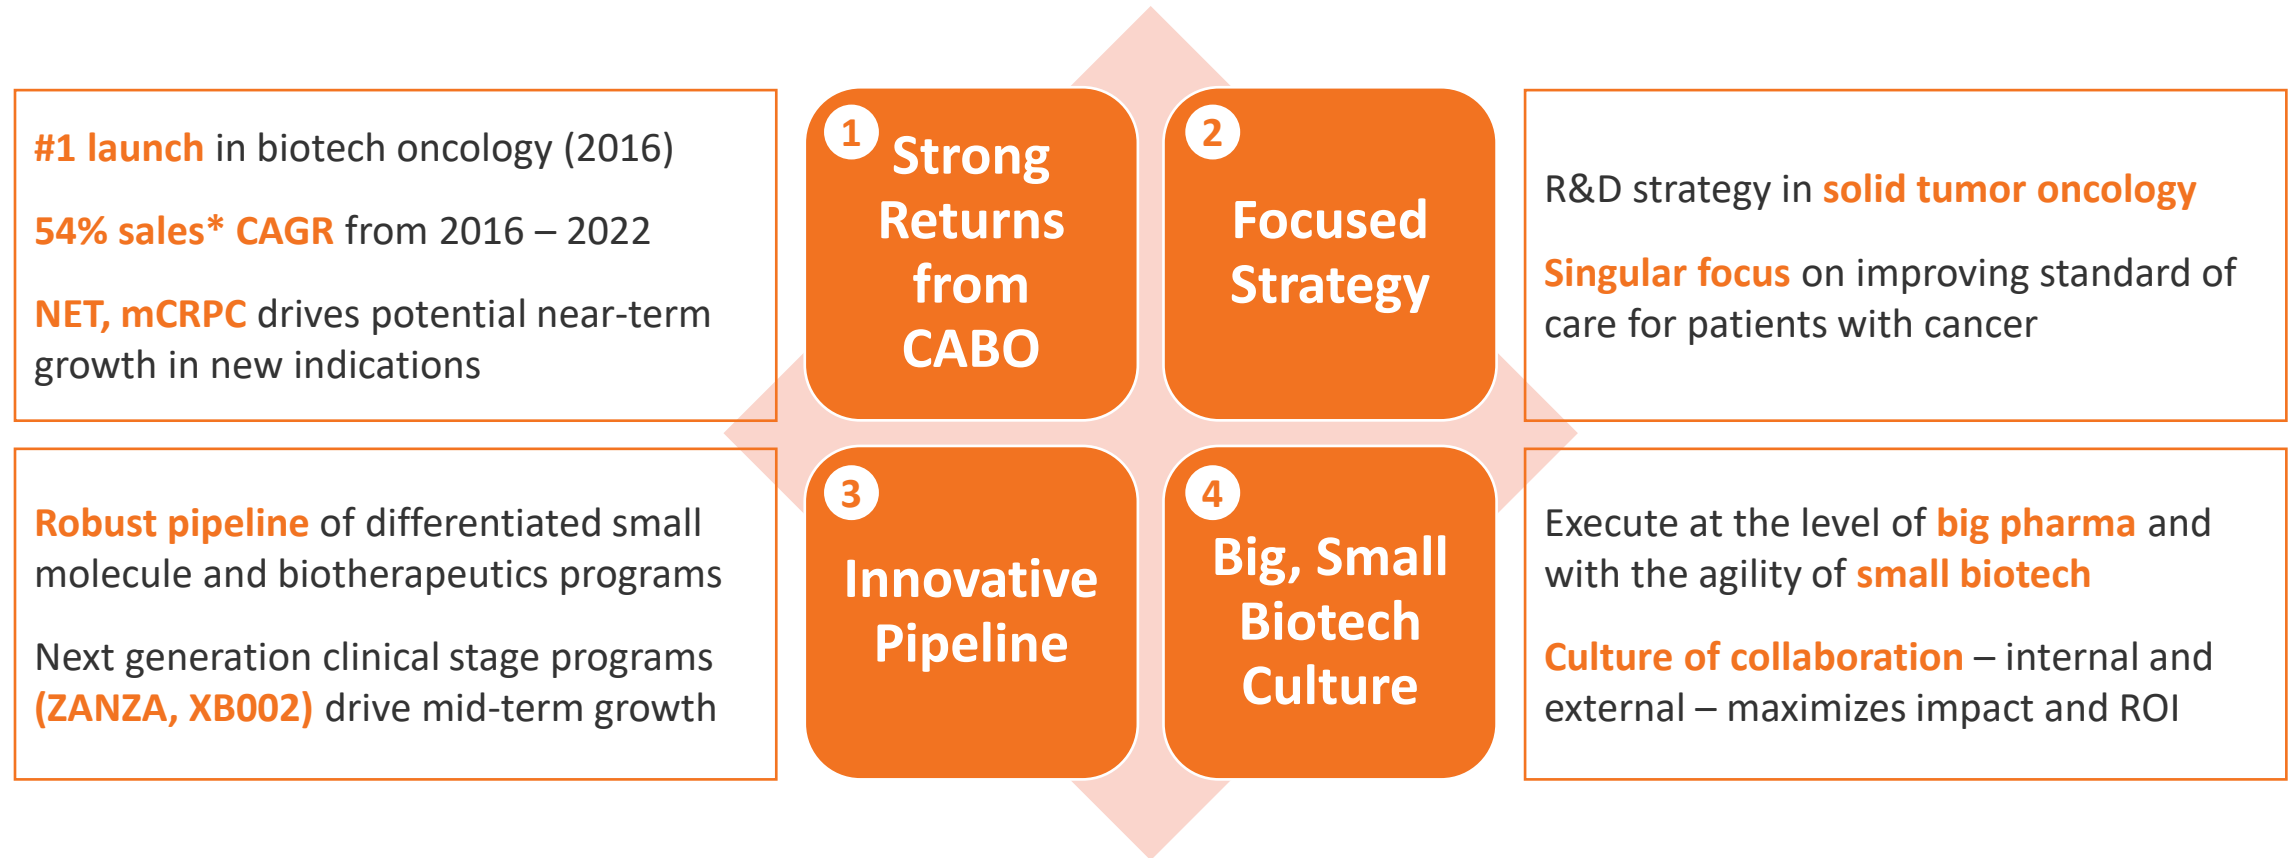 #1 launch in biotech oncology (2016)
54% sales* CAGR from 2016 – 2022
NET, mCRPC drives potential near-term
growth in new indications
1
Strong
Returns
from
CABO
2
Focused
Strategy
R&D strategy in solid tumor oncology
Singular focus on improving standard of
care for patients with cancer
Robust pipeline of differentiated small
molecule and biotherapeutics programs
Next generation clinical stage programs
(ZANZA, XB002) drive mid-term growth
3
Innovative
Pipeline
4
Big, Small
Biotech
Culture
Execute at the level of big pharma and
with the agility of small biotech
Culture of collaboration – internal and
external – maximizes impact and ROI